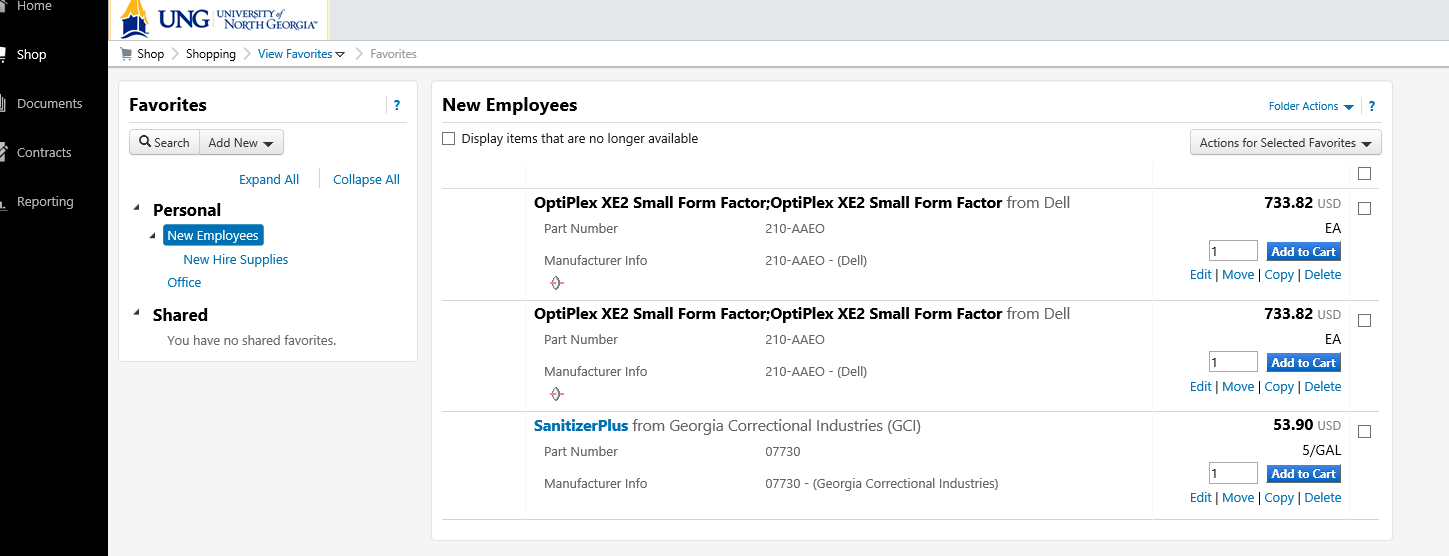 Home
Shop
Documents
Contracts
Reporting
UNG UNIVERSITY of NORTH GEORGIA™
Shop Shopping View Favorites Favorites
Favorites ?
Search Add New
Expand All Collapse All
Personal
New Employees
New Hire Supplies
Office
Shared
You have no shared favorites.
New Employees Folder Actions ?
Display items that are no longer available
Actions for Selected Favorites
OptiPlex XE2 Small Form Factor;OptiPlex XE2 Small Form Factor from Dell 733.82 USD
Part Number 210-AAEO EA
1 Add to Cart
Manufacturer Info 210-AAEO - (Dell)
Edit | Move | Copy | Delete
OptiPlex XE2 Small Form Factor;OptiPlex XE2 Small Form Factor from Dell 733.82 USD
Part Number 210-AAEO EA
1 Add to Cart
Manufacturer Info 210-AAEO - (Dell)
Edit | Move | Copy | Delete
SanitizerPlus from Georgia Correctional Industries (GCI) 53.90 USD
Part Number 07730 5/GAL
1 Add to Cart
Manufacturer Info 07730 - (Georgia Correctional Industries)
Edit | Move | Copy | Delete